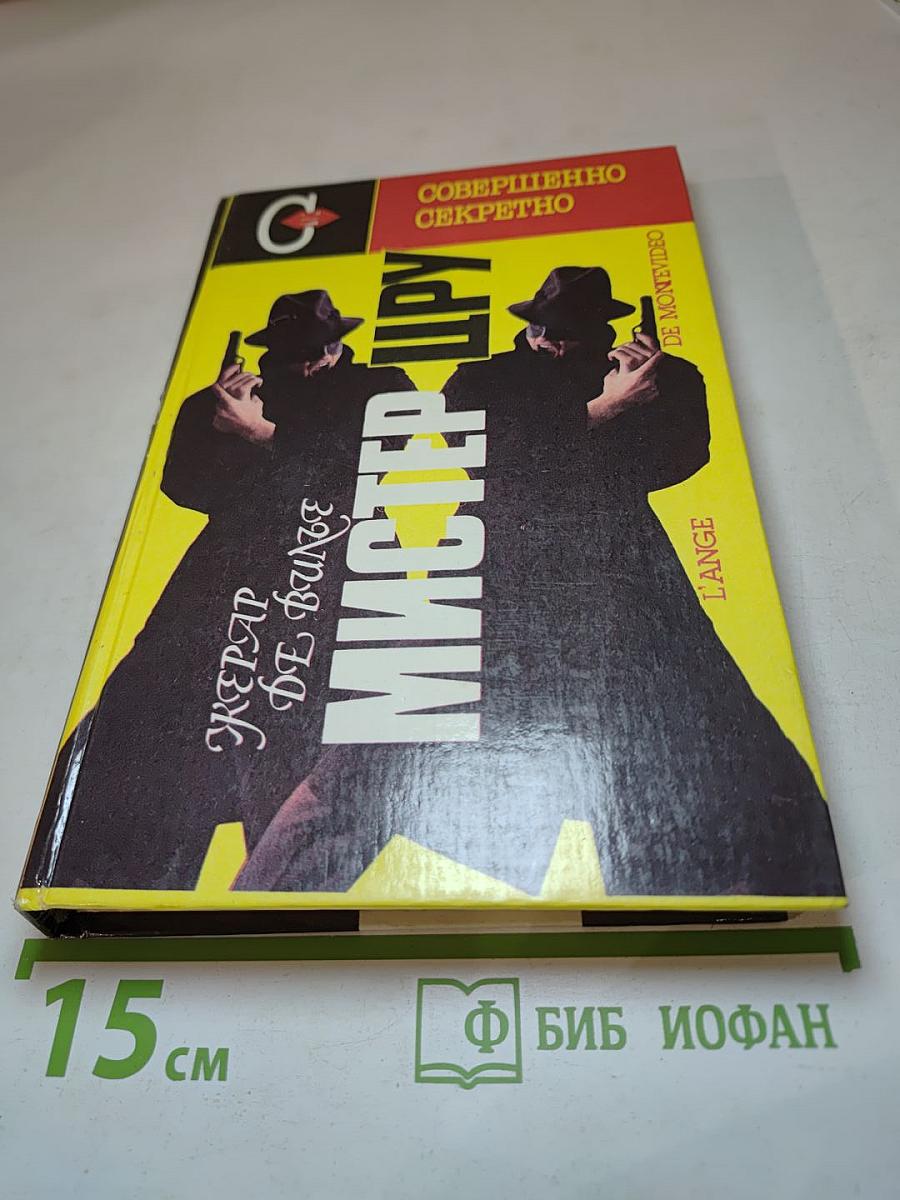 СОВЕРШЕННО
СЕКРЕТНО
ЖЕРАР
ДЕ ВИЛЬЕ
МИСТЕР ЦРУ
L'ANGE DE MONTEVIDEO
15 см
Ф БИБ ИОФАН